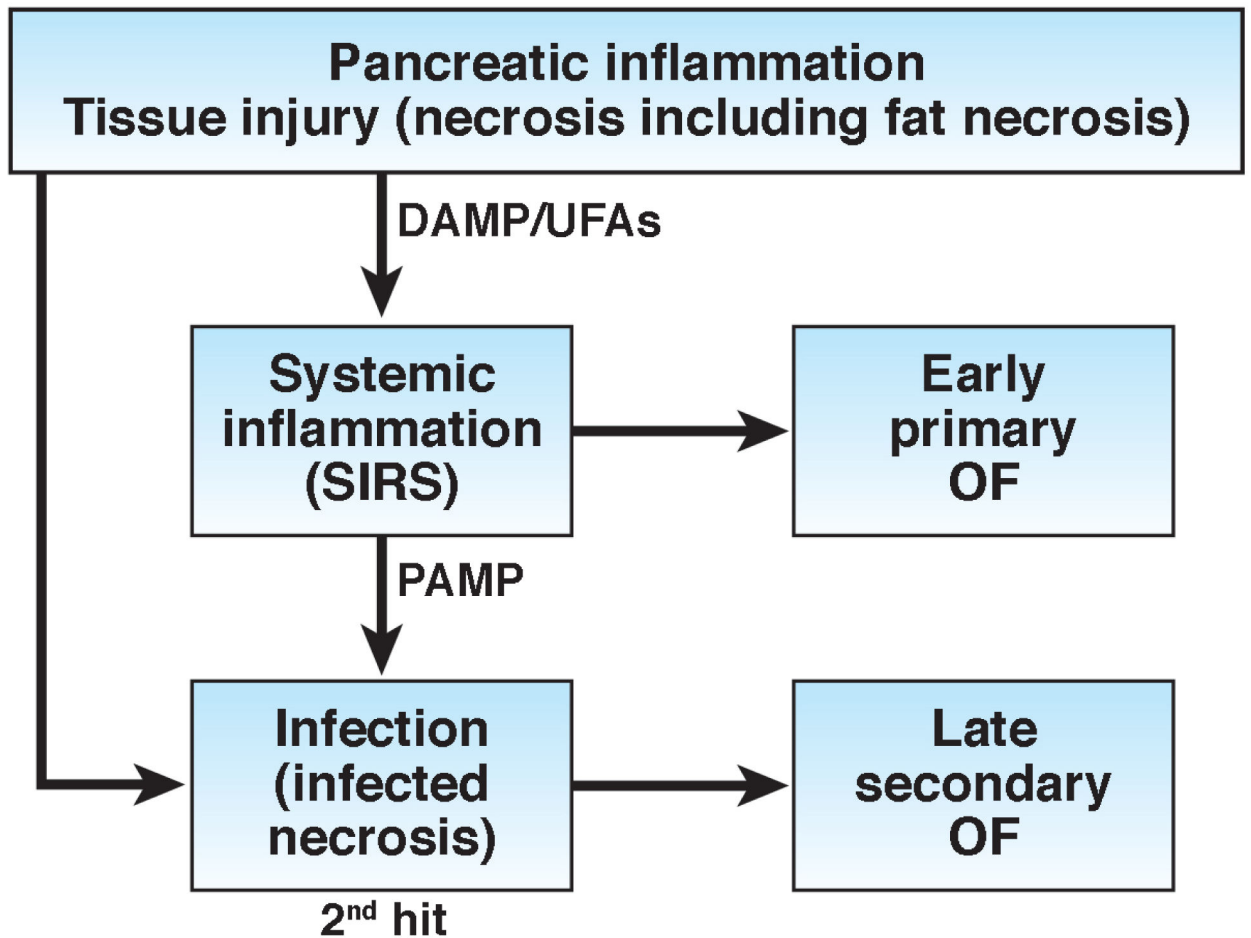 Pancreatic inflammation
Tissue injury (necrosis including fat necrosis)
DAMP/UFAs
Systemic
inflammation
(SIRS)
Early
primary
OF
PAMP
Infection
(infected
necrosis)
Late
secondary
OF
2nd hit